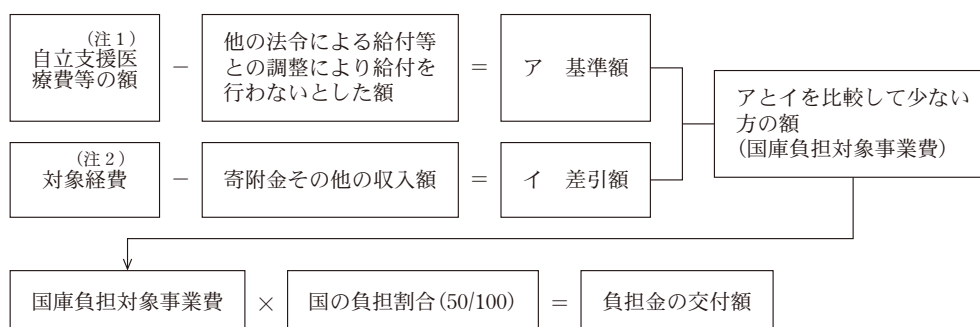 (注1)
自立支援医
療費等の額
−
他の法令による給付等
との調整により給付を
行わないとした額
=
ア　基準額
(注2)
対象経費
−
寄附金その他の収入額
=
イ　差引額
アとイを比較して少ない
方の額
(国庫負担対象事業費)
国庫負担対象事業費
×
国の負担割合(50/100)
=
負担金の交付額